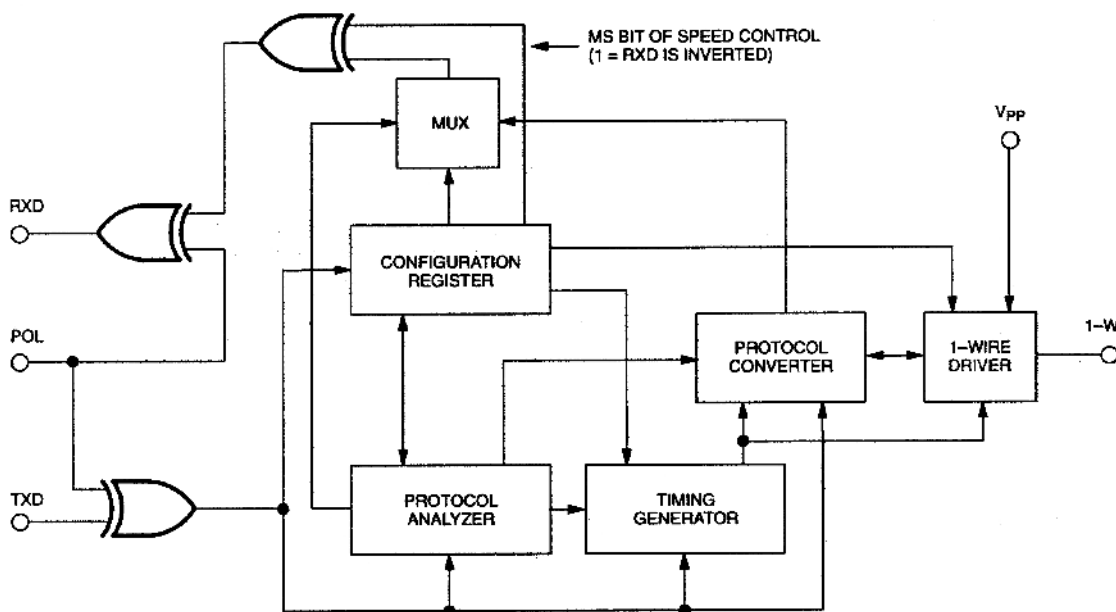 MS BIT OF SPEED CONTROL
(1 = RXD IS INVERTED)
MUX
VPP
RXD
CONFIGURATION
REGISTER
POL
PROTOCOL
CONVERTER
1–WIRE
DRIVER
1–W
TXD
PROTOCOL
ANALYZER
TIMING
GENERATOR